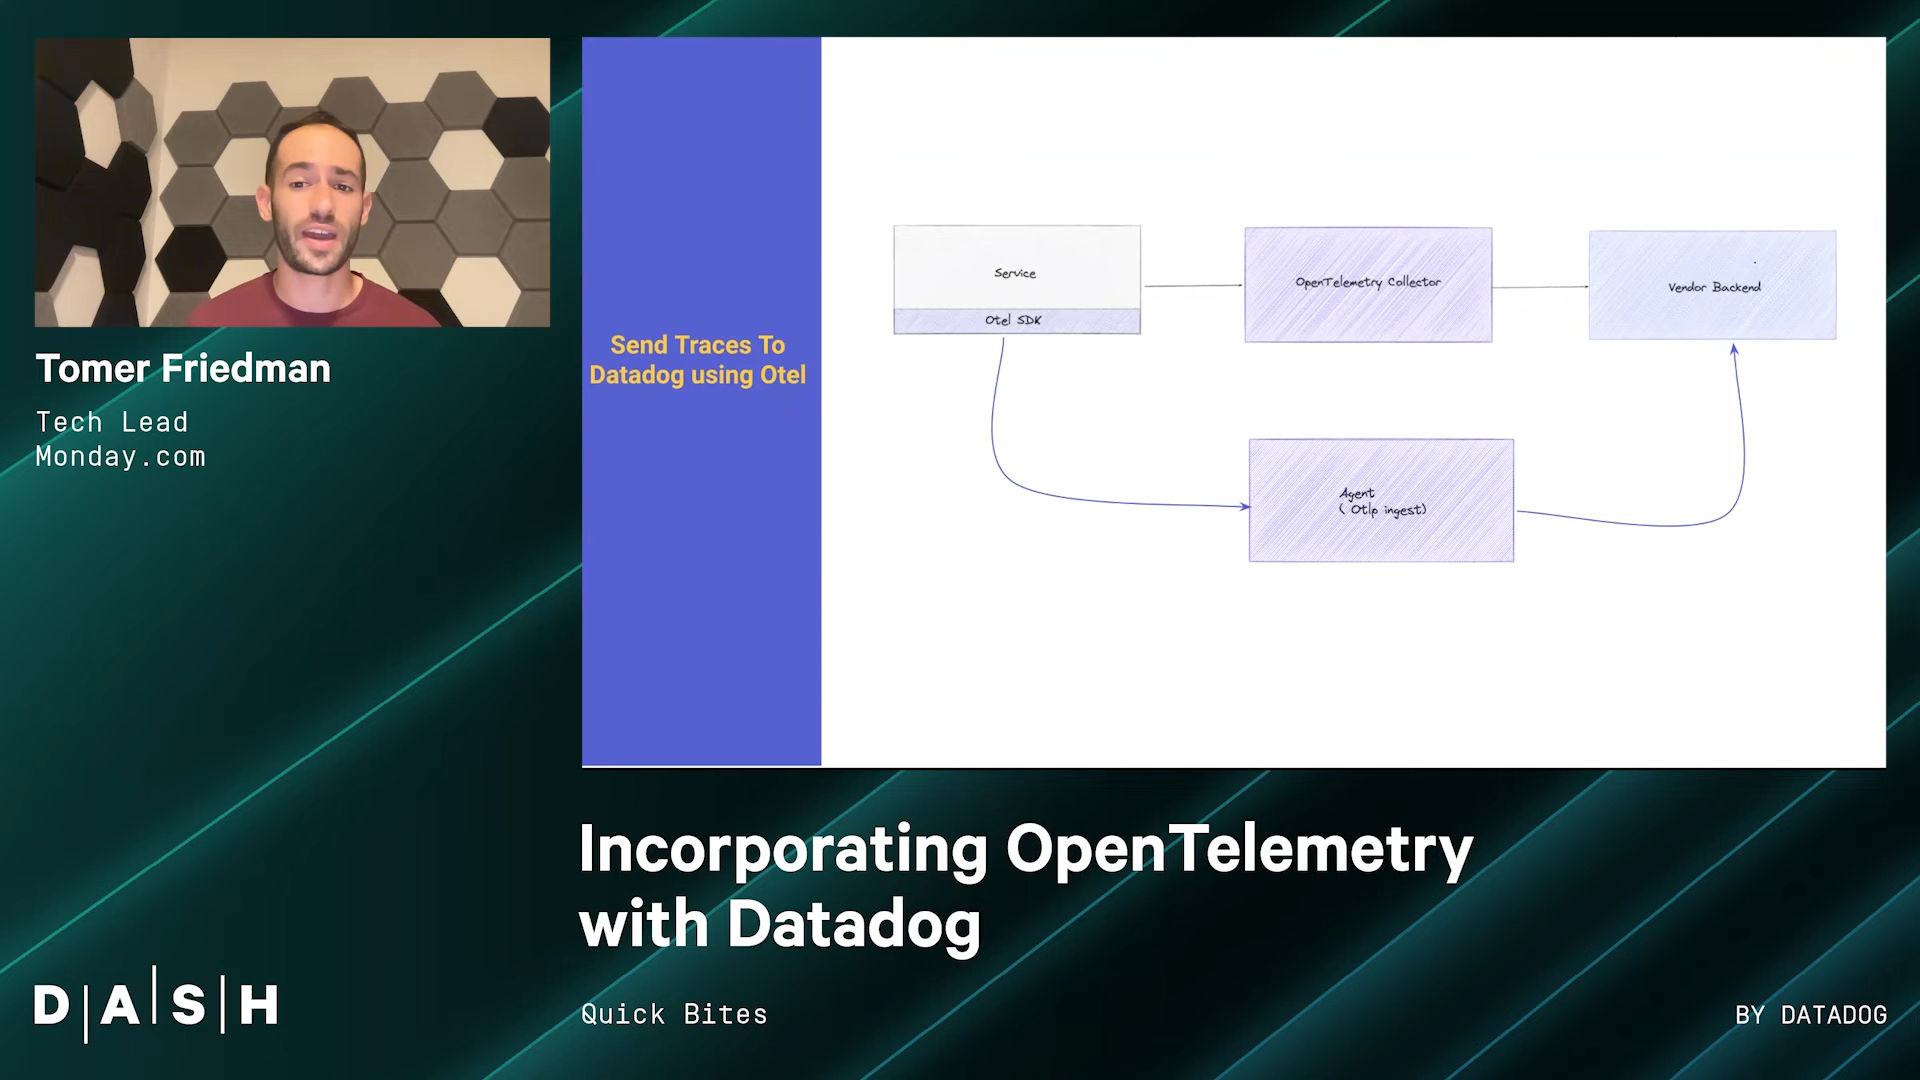 Tomer Friedman
Tech Lead
Monday.com
Send Traces To
Datadog using Otel
Service
Otel SDK
OpenTelemetry Collector
Vendor Backend
Agent
( Otlp ingest)
Incorporating OpenTelemetry
with Datadog
D|A|S|H
Quick Bites
BY DATADOG